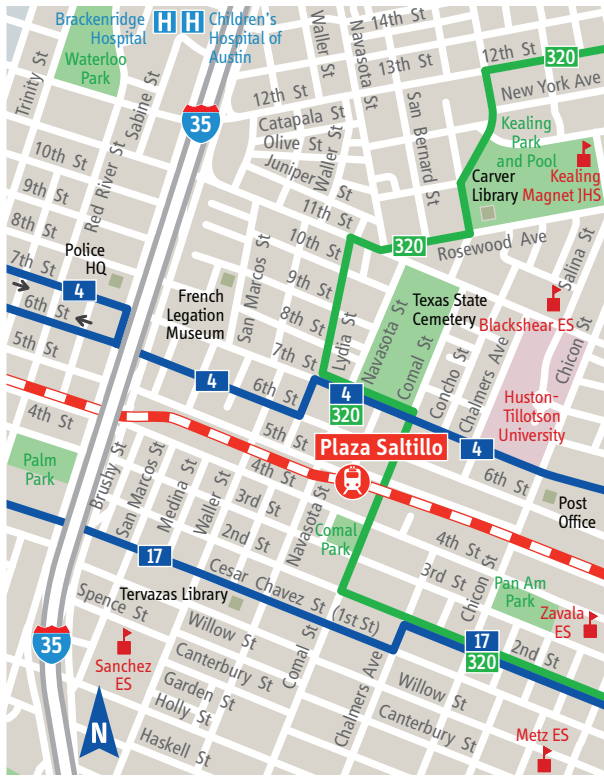 Brackenridge
Hospital
H H
Children's
Hospital of
Austin
Waterloo
Park
Trinity St
Sabine St
Red River St
35
Waller St
Navasota St
14th St
13th St
12th St
320
New York Ave
12th St
Catapala St
Olive St
Juniper St
Waller St
San Bernard St
Kealing
Park
and Pool
Carver
Library
Kealing
Magnet JHS
10th St
9th St
8th St
7th St
6th St
5th St
4
Police
HQ
11th St
10th St
320
Rosewood Ave
Salina St
San Marcos St
French
Legation
Museum
9th St
8th St
7th St
6th St
5th St
Lydia St
Navasota St
Comal St
Texas State
Cemetery
Blackshear ES
Concho St
Chalmers Ave
Chicon St
Huston-
Tillotson
University
4
4
320
4
4th St
Plaza Saltillo
6th St
Post
Office
Palm
Park
Brushy St
San Marcos St
Medina St
Waller St
4th St
3rd St
2nd St
Navasota St
Comal
Park
4th St
3rd St
Chicon St
Pan Am
Park
17
Cesar Chavez St (1st St)
Tervazas Library
Zavala
ES
17
320
2nd St
Spence St
35
Sanchez
ES
Willow St
Canterbury St
Garden St
Holly St
Haskell St
Comal St
Chalmers Ave
Willow St
Canterbury St
Metz ES
N